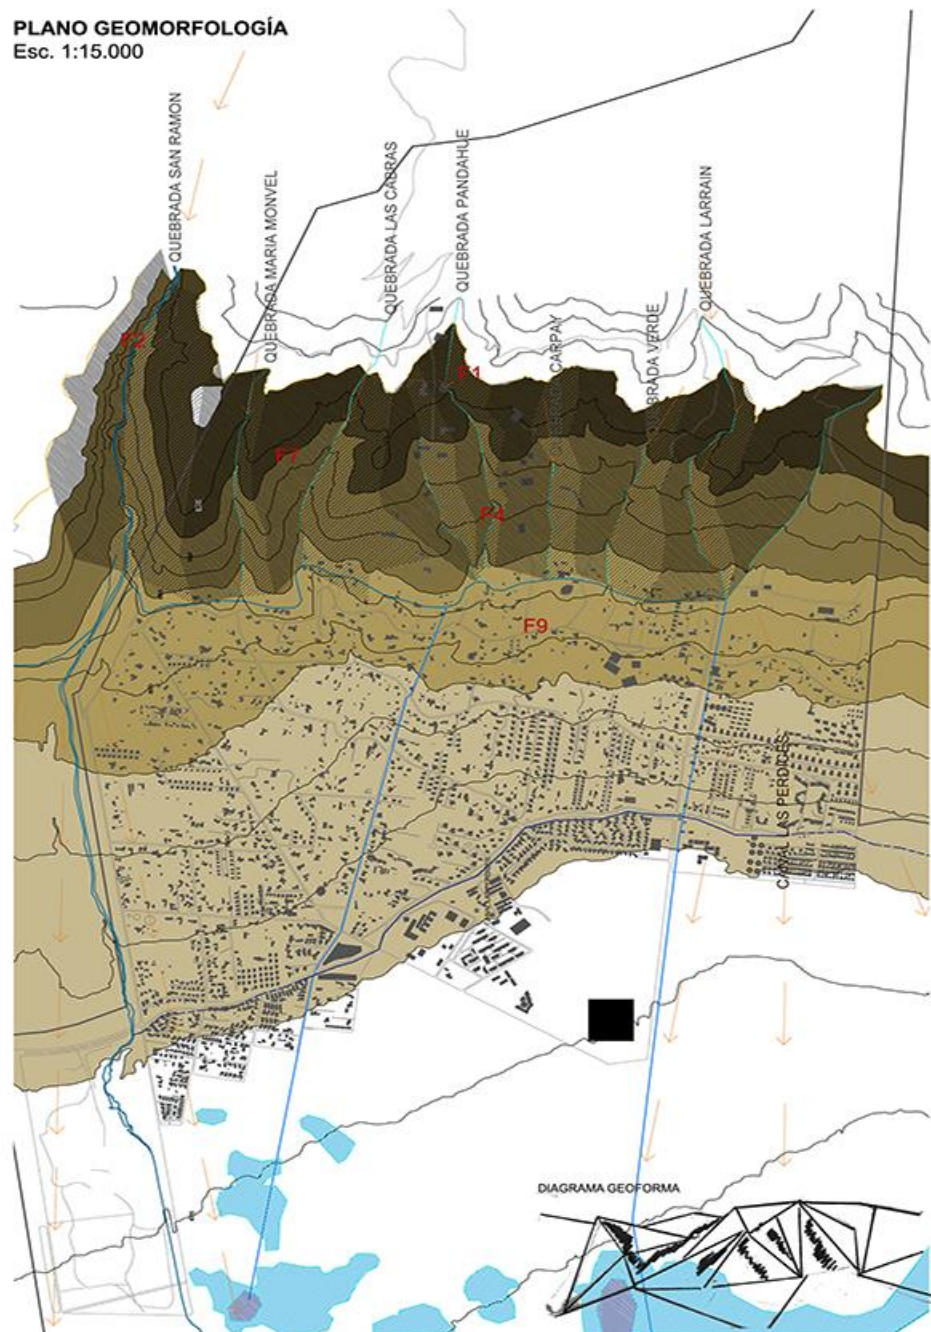 PLANO GEOMORFOLOGÍA
Esc. 1:15.000
QUEBRADA SAN RAMON
QUEBRADA MARIA MONVEL
QUEBRADA LAS CABRAS
QUEBRADA PANDAHUE
CARPAY
VERDE
QUEBRADA LARRAIN
F2
F1
F7
F4
F9
CANAL LAS PERDICES
DIAGRAMA GEOFORMA